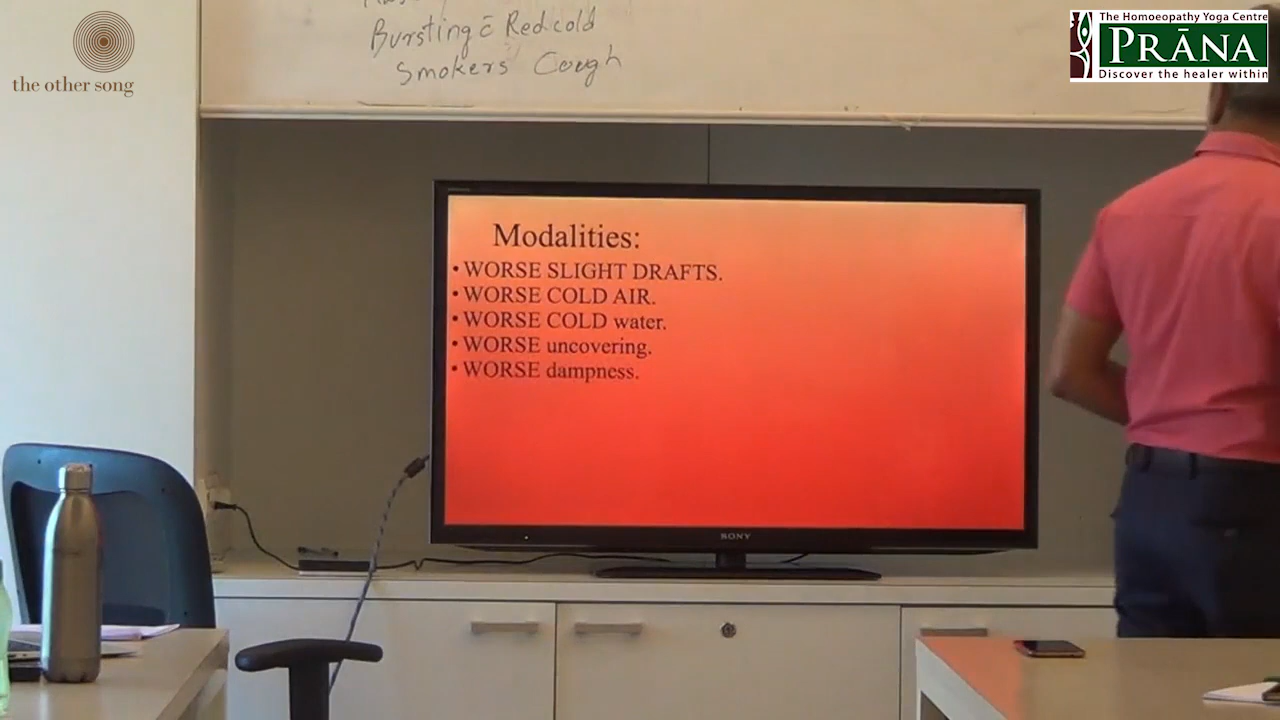 Bursting c̄ Red cold
Smokers Cough
the other song
The Homoeopathy Yoga Centre
PRĀNA
Discover the healer within
Modalities:
• WORSE SLIGHT DRAFTS.
• WORSE COLD AIR.
• WORSE COLD water.
• WORSE uncovering.
• WORSE dampness.
SONY